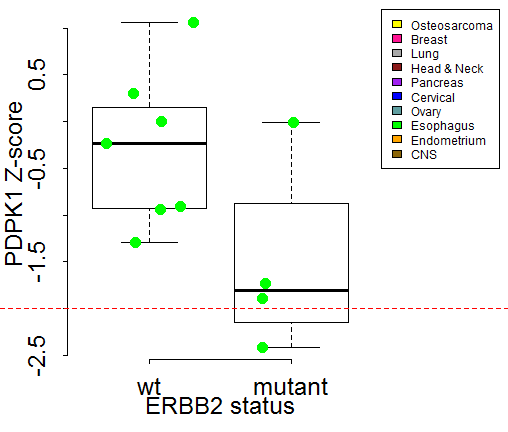 Osteosarcoma
Breast
Lung
Head & Neck
Pancreas
Cervical
Ovary
Esophagus
Endometrium
CNS
PDPK1 Z-score
0.5
-0.5
-1.5
-2.5
wt mutant
ERBB2 status